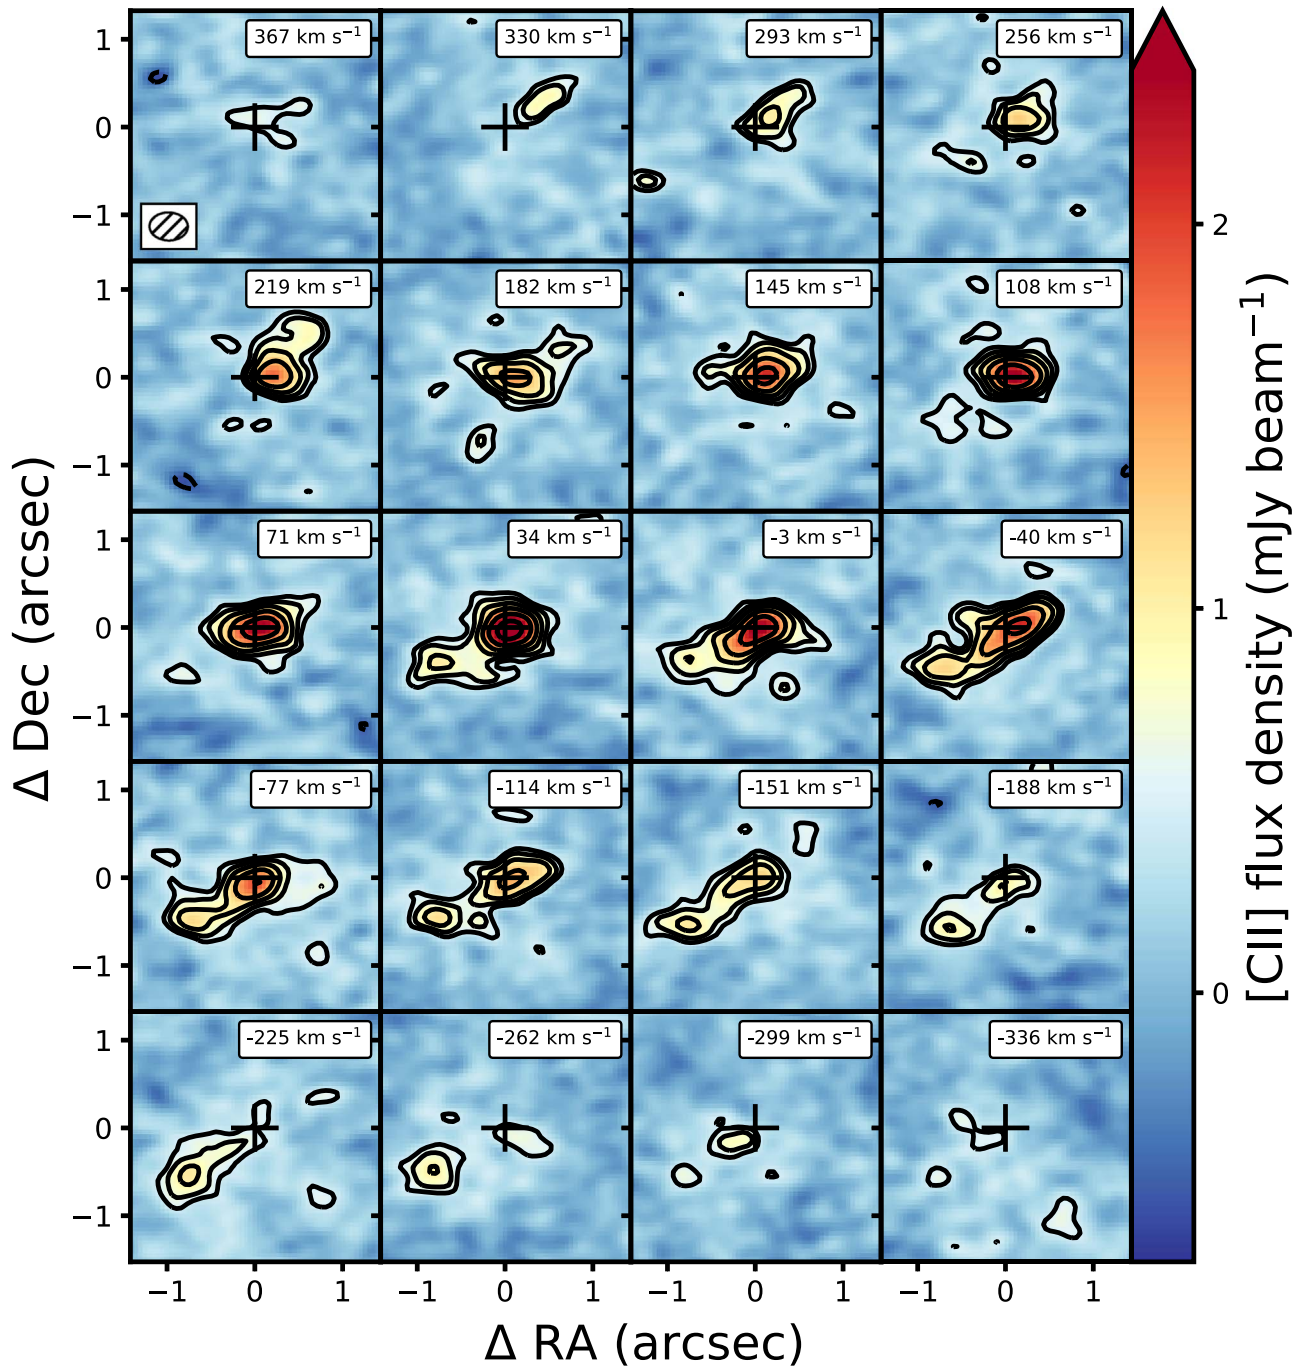 367 km s⁻¹ 330 km s⁻¹ 293 km s⁻¹ 256 km s⁻¹
1
0
−1
219 km s⁻¹ 182 km s⁻¹ 145 km s⁻¹ 108 km s⁻¹
1
0
−1
71 km s⁻¹ 34 km s⁻¹ -3 km s⁻¹ -40 km s⁻¹
1
0
−1
-77 km s⁻¹ -114 km s⁻¹ -151 km s⁻¹ -188 km s⁻¹
1
0
−1
-225 km s⁻¹ -262 km s⁻¹ -299 km s⁻¹ -336 km s⁻¹
1
0
−1
−1 0 1 −1 0 1 −1 0 1 −1 0 1
Δ RA (arcsec)
Δ Dec (arcsec)
2
1
0
[CII] flux density (mJy beam⁻¹)